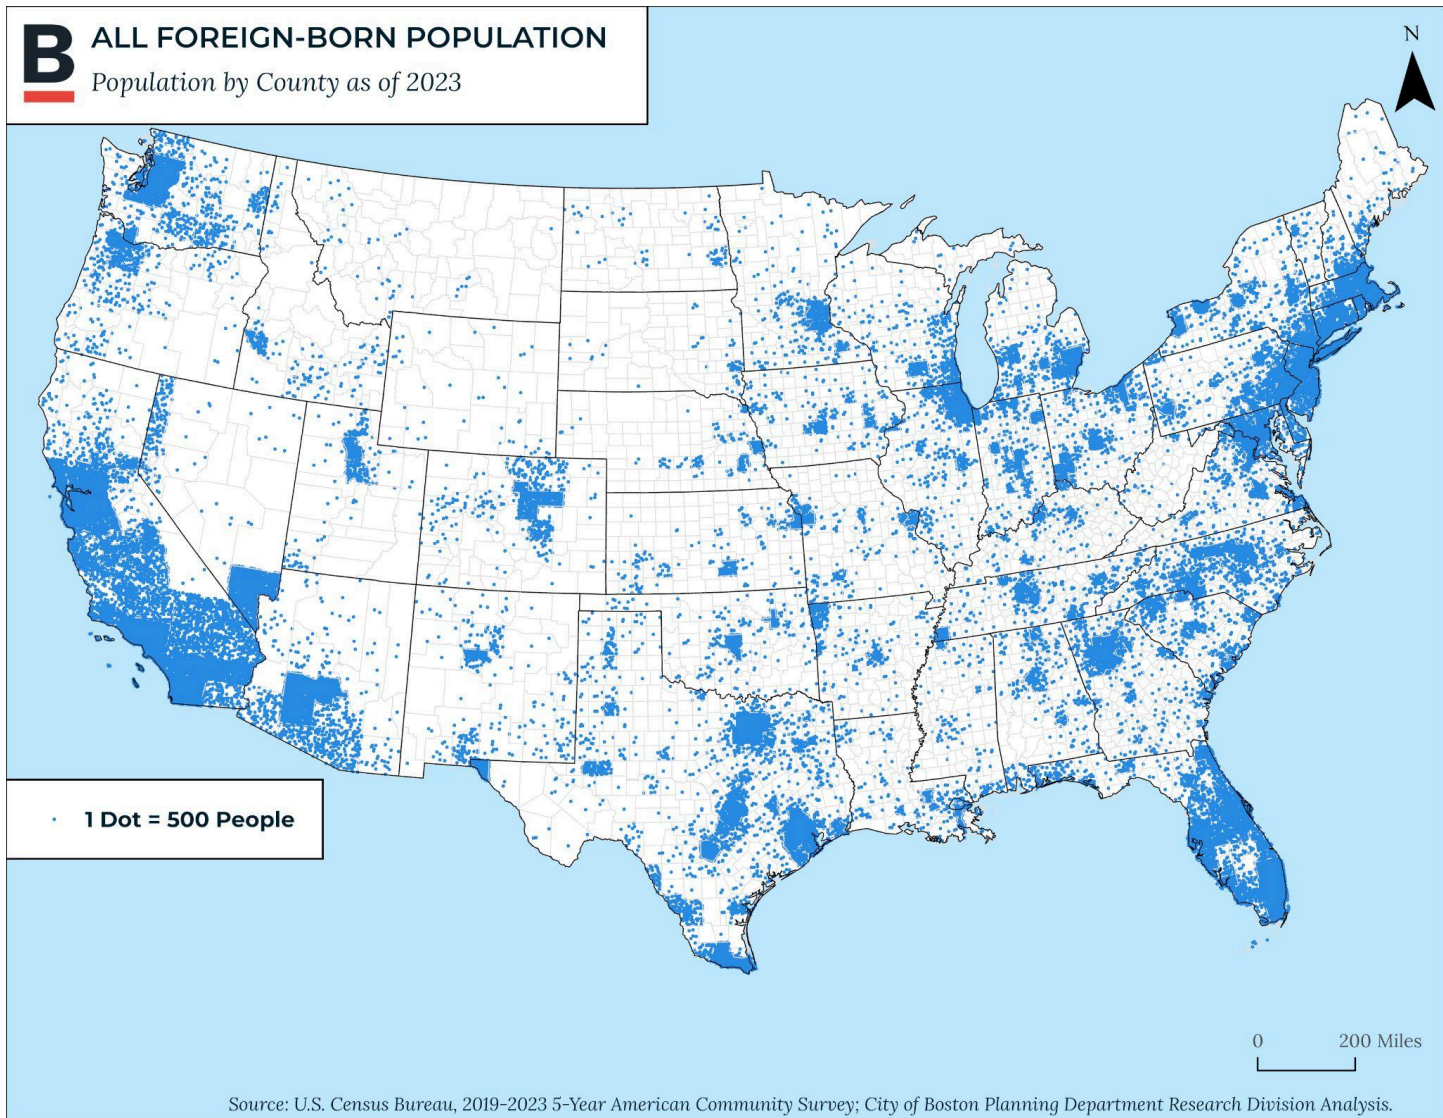 B
ALL FOREIGN-BORN POPULATION
Population by County as of 2023
N
1 Dot = 500 People
0 200 Miles
Source: U.S. Census Bureau, 2019-2023 5-Year American Community Survey; City of Boston Planning Department Research Division Analysis.